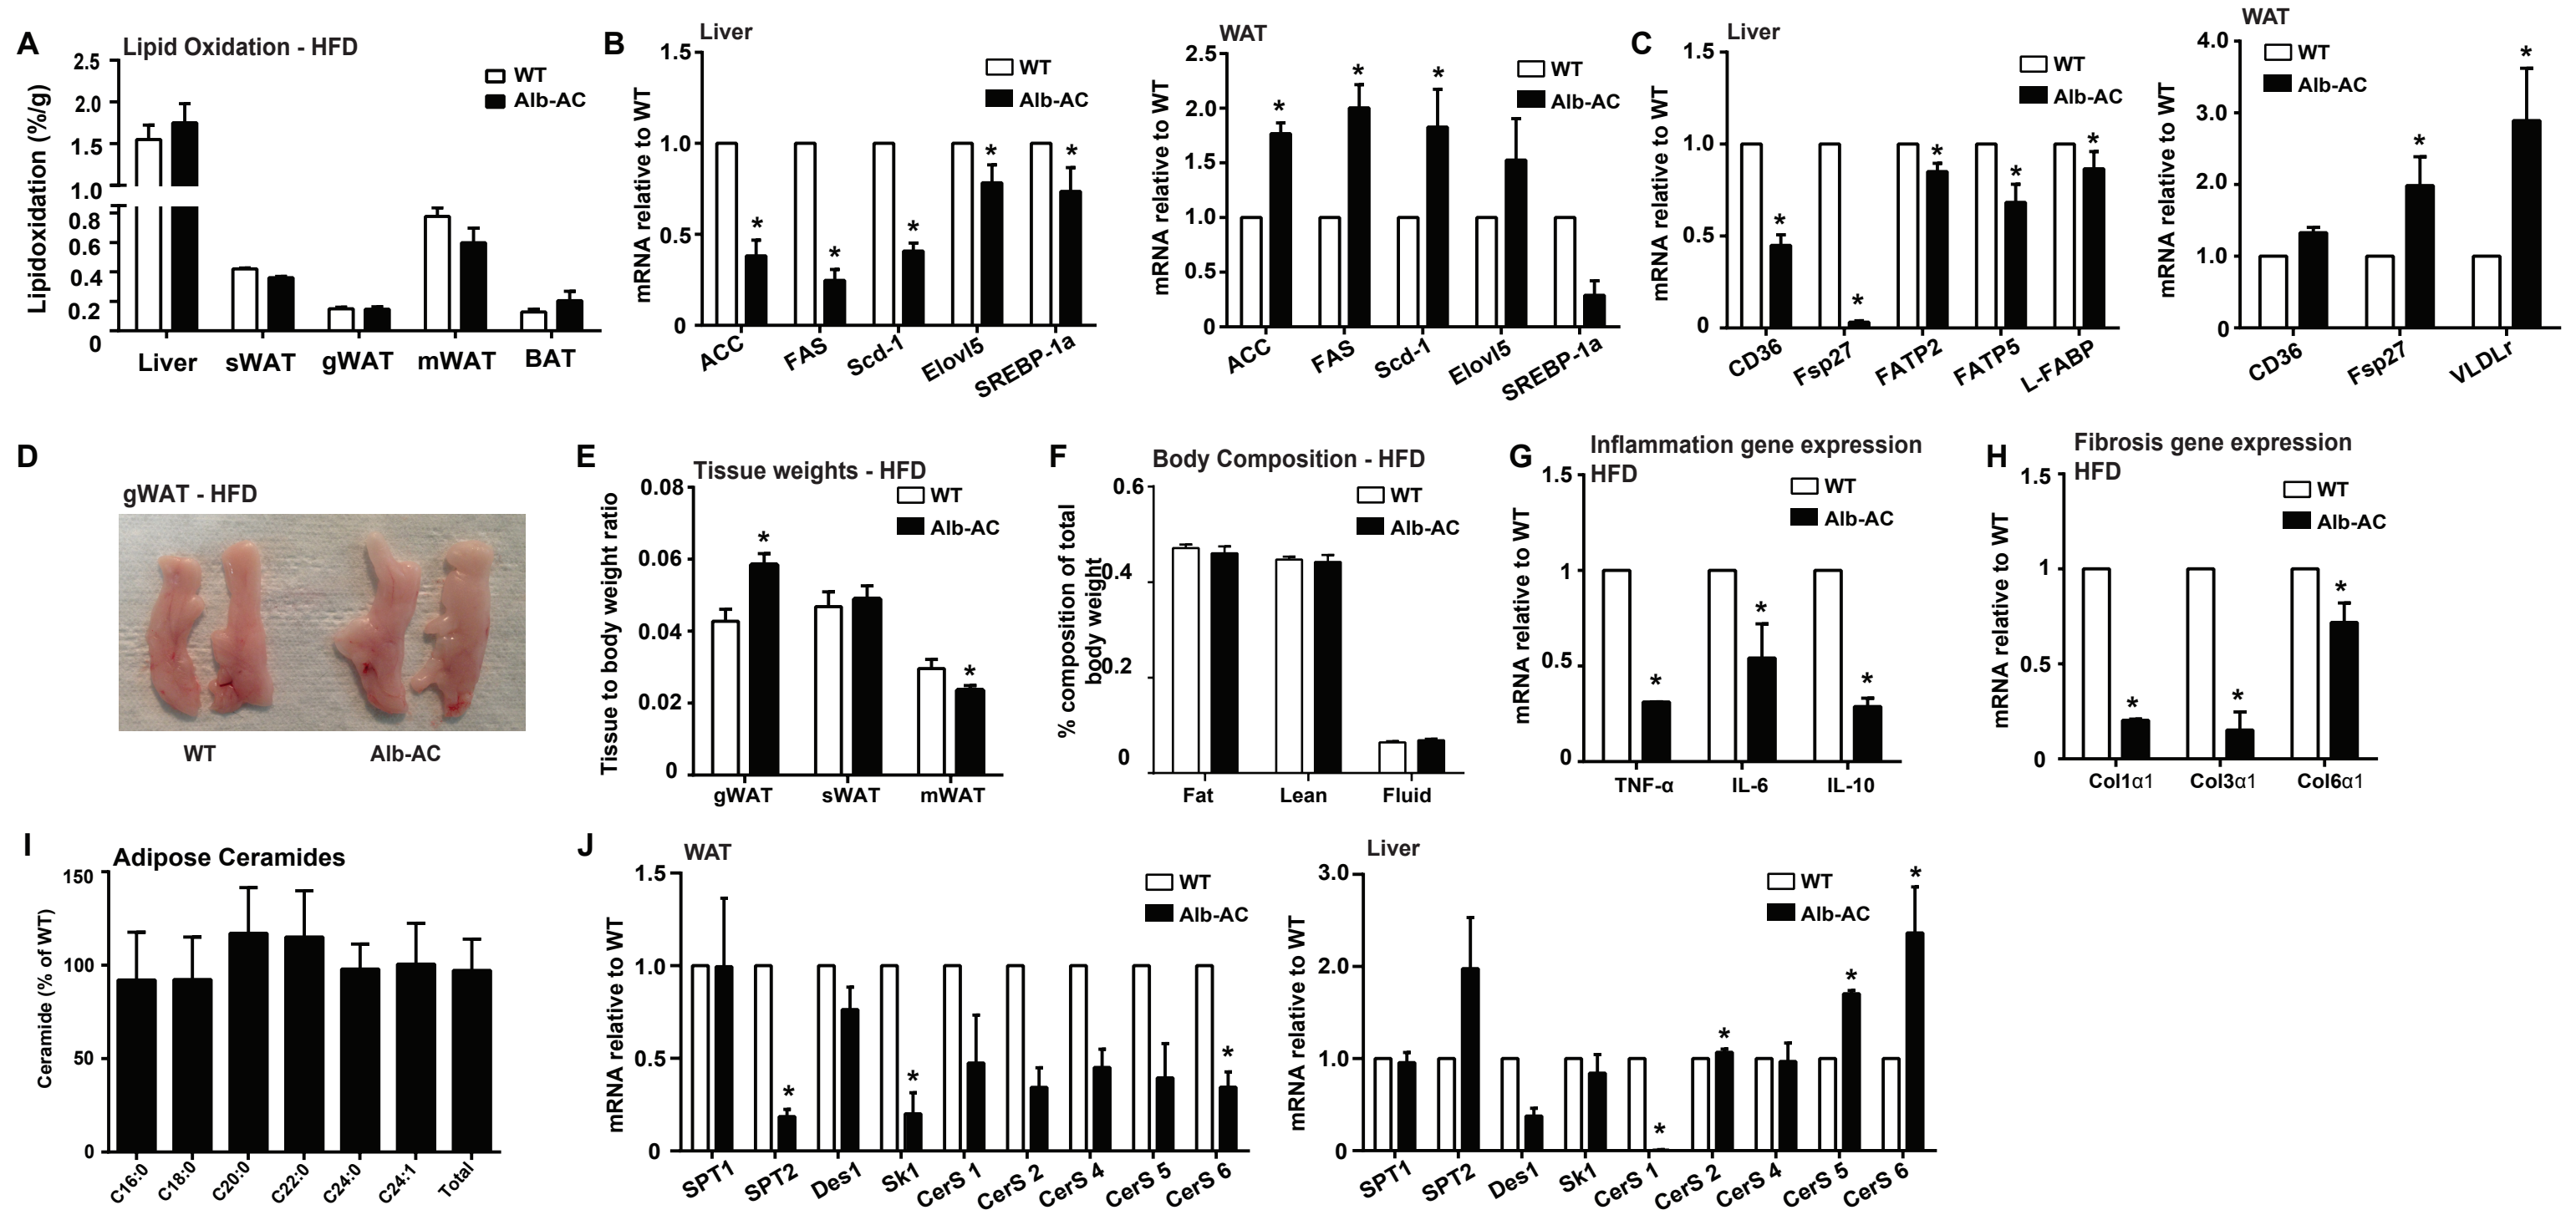 A
Lipid Oxidation - HFD
Lipidoxidation (%/g)
2.5
2.0
1.5
1.0
0.8
0.6
0.4
0.2
0
WT
Alb-AC
Liver sWAT gWAT mWAT BAT
B
Liver
mRNA relative to WT
1.5
1.0
0.5
0
WT
Alb-AC
* * * * *
ACC FAS Scd-1 Elovl5 SREBP-1a
WAT
mRNA relative to WT
2.5
2.0
1.5
1.0
0.5
0
WT
Alb-AC
* * *
ACC FAS Scd-1 Elovl5 SREBP-1a
C
Liver
mRNA relative to WT
1.5
1.0
0.5
0
WT
Alb-AC
* * * * *
CD36 Fsp27 FATP2 FATP5 L-FABP
WAT
mRNA relative to WT
4.0
3.0
2.0
1.0
0
WT
Alb-AC
* *
CD36 Fsp27 VLDLr
D
gWAT - HFD
WT Alb-AC
E
Tissue weights - HFD
Tissue to body weight ratio
0.08
0.06
0.04
0.02
0
WT
Alb-AC
* *
gWAT sWAT mWAT
F
Body Composition - HFD
% composition of total
body weight
0.6
0.4
0.2
0
WT
Alb-AC
Fat Lean Fluid
G
Inflammation gene expression
HFD
mRNA relative to WT
1.5
1
0.5
0
WT
Alb-AC
* * *
TNF-α IL-6 IL-10
H
Fibrosis gene expression
HFD
mRNA relative to WT
1.5
1
0.5
0
WT
Alb-AC
* * *
Col1α1 Col3α1 Col6α1
I
Adipose Ceramides
Ceramide (% of WT)
150
100
50
0
C16:0 C18:0 C20:0 C22:0 C24:0 C24:1 Total
J
WAT
mRNA relative to WT
1.5
1.0
0.5
0
WT
Alb-AC
* * *
SPT1 SPT2 Des1 Sk1 CerS 1 CerS 2 CerS 4 CerS 5 CerS 6
Liver
mRNA relative to WT
3.0
2.0
1.0
0
WT
Alb-AC
* * * *
SPT1 SPT2 Des1 Sk1 CerS 1 CerS 2 CerS 4 CerS 5 CerS 6